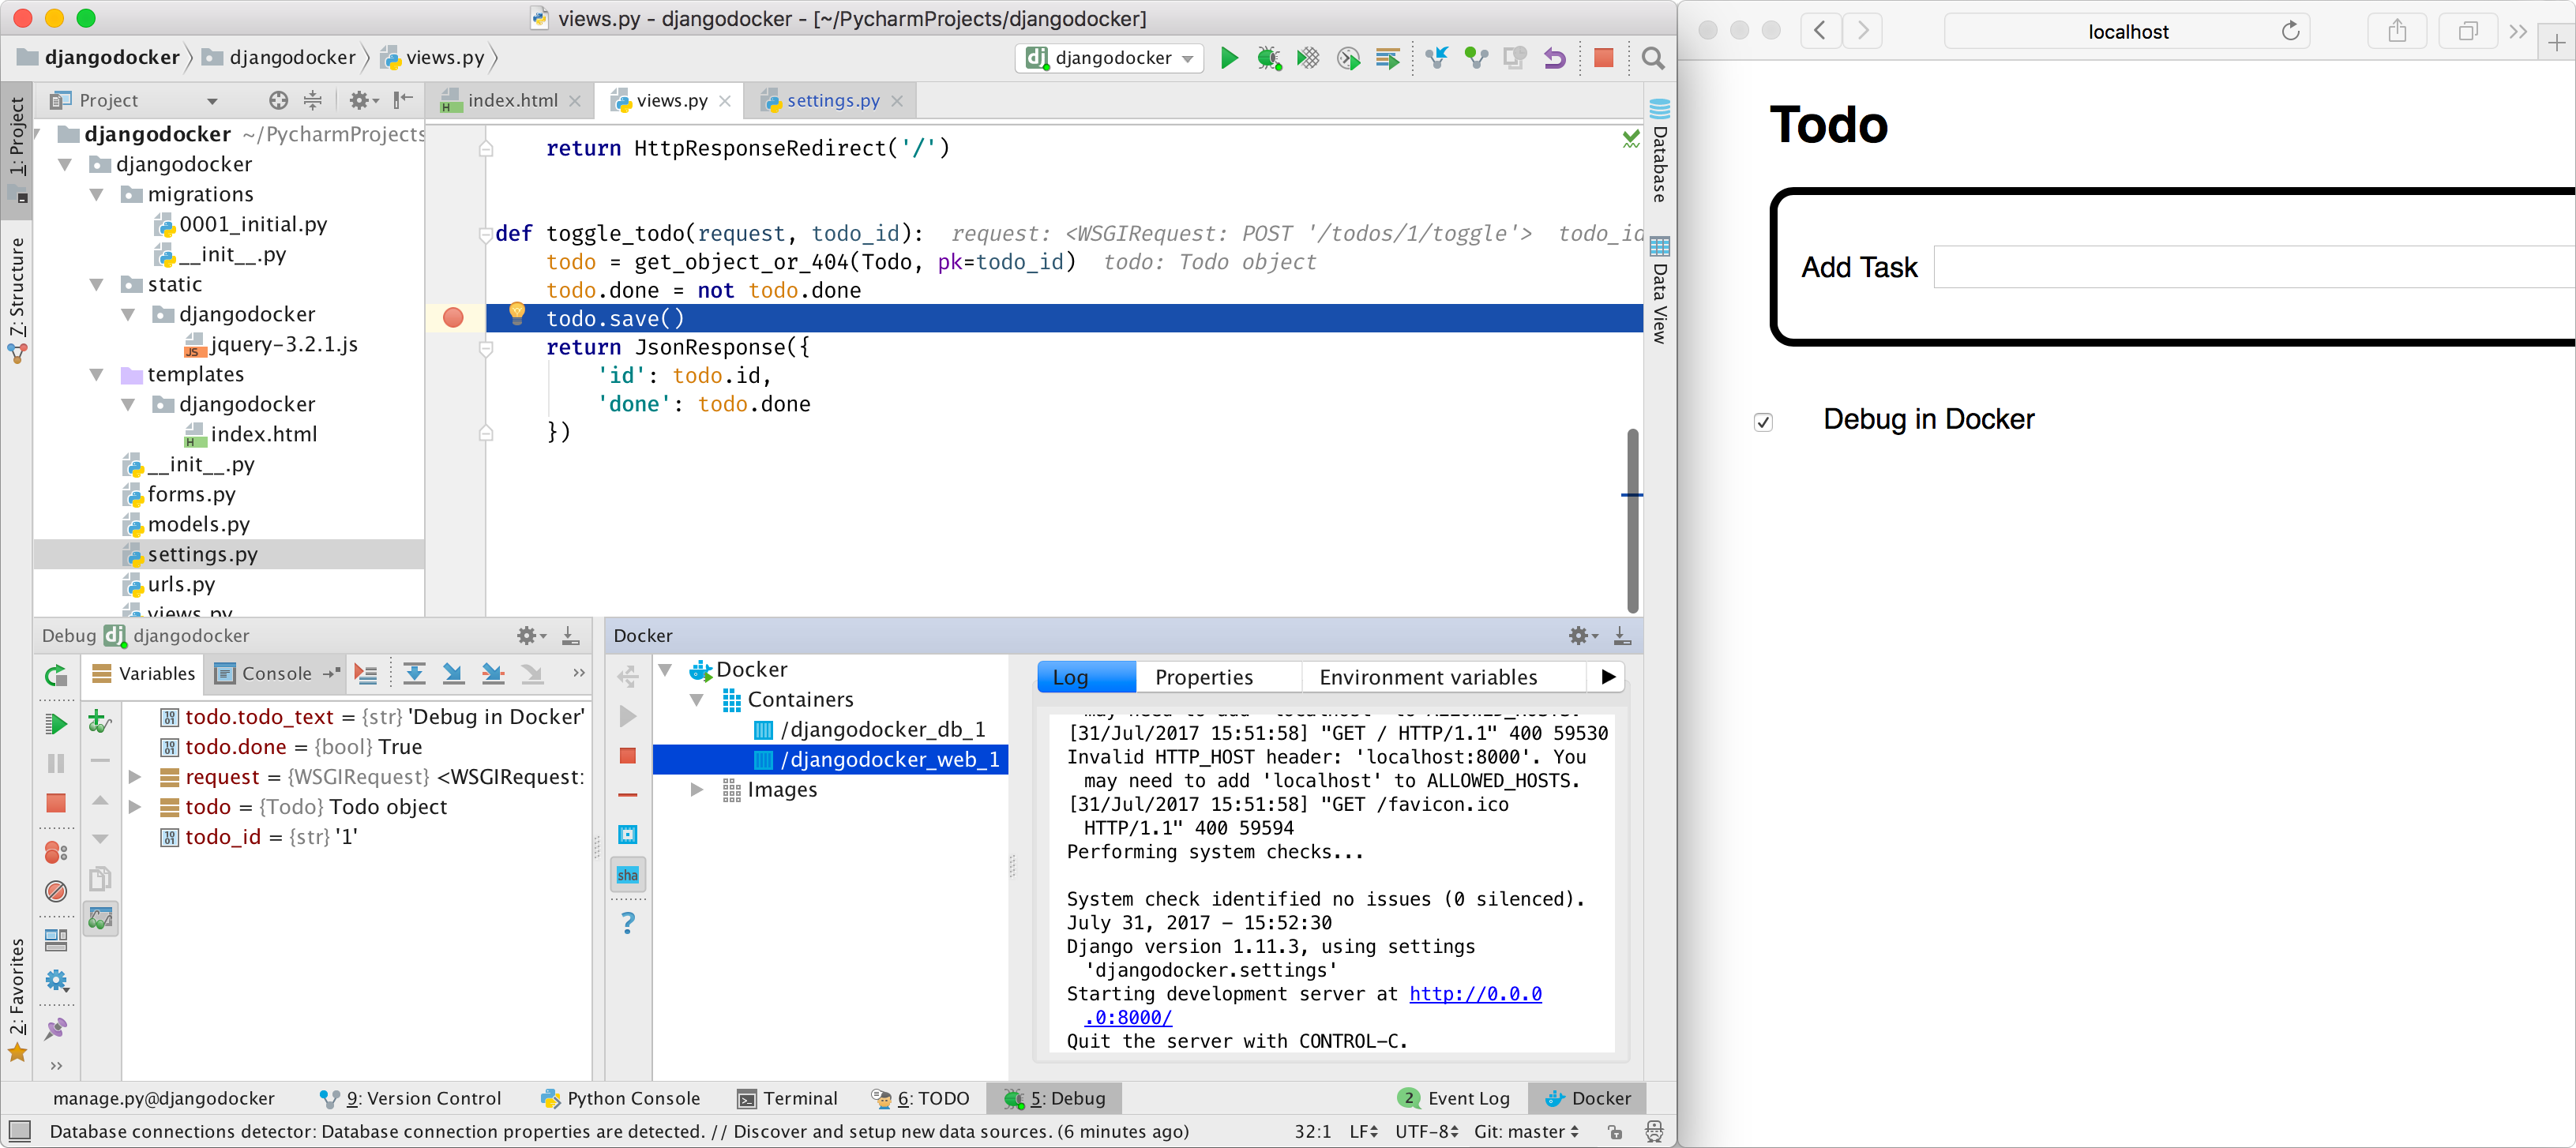 views.py - djangodocker - [~/PycharmProjects/djangodocker]
djangodocker
djangodocker
views.py
djangodocker
1: Project
7: Structure
2: Favorites
Project
djangodocker ~/PycharmProjects
djangodocker
migrations
0001_initial.py
__init__.py
static
djangodocker
jquery-3.2.1.js
templates
djangodocker
index.html
__init__.py
forms.py
models.py
settings.py
urls.py
views.py
index.html
views.py
settings.py
return HttpResponseRedirect('/')
def toggle_todo(request, todo_id): request: <WSGIRequest: POST '/todos/1/toggle'> todo_id
todo = get_object_or_404(Todo, pk=todo_id) todo: Todo object
todo.done = not todo.done
todo.save()
return JsonResponse({
'id': todo.id,
'done': todo.done
})
Database
Data View
Debug djangodocker
Variables
Console
todo.todo_text = {str} 'Debug in Docker'
todo.done = {bool} True
request = {WSGIRequest} <WSGIRequest:
todo = {Todo} Todo object
todo_id = {str} '1'
Docker
Docker
Containers
/djangodocker_db_1
/djangodocker_web_1
Images
sha
Log
Properties
Environment variables
may need to add 'localhost' to ALLOWED_HOSTS.
[31/Jul/2017 15:51:58] "GET / HTTP/1.1" 400 59530
Invalid HTTP_HOST header: 'localhost:8000'. You
may need to add 'localhost' to ALLOWED_HOSTS.
[31/Jul/2017 15:51:58] "GET /favicon.ico
HTTP/1.1" 400 59594
Performing system checks...
System check identified no issues (0 silenced).
July 31, 2017 - 15:52:30
Django version 1.11.3, using settings
'djangodocker.settings'
Starting development server at http://0.0.0
.0:8000/
Quit the server with CONTROL-C.
manage.py@djangodocker
9: Version Control
Python Console
Terminal
6: TODO
5: Debug
2 Event Log
Docker
Database connections detector: Database connection properties are detected. // Discover and setup new data sources. (6 minutes ago)
32:1
LF
UTF-8
Git: master
localhost
Todo
Add Task
Debug in Docker